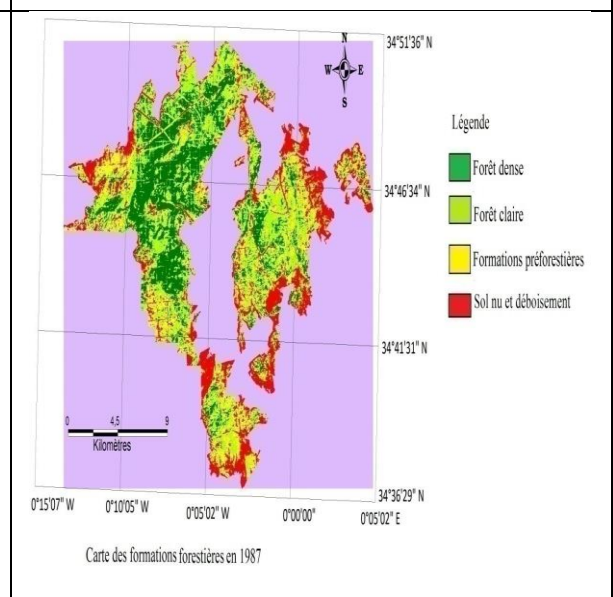 N
W E
S
34°51'36" N
34°46'34" N
34°41'31" N
34°36'29" N
Légende
Forêt dense
Forêt claire
Formations préforestières
Sol nu et déboisement
0 4,5 9
Kilomètres
0°15'07" W 0°10'05" W 0°05'02" W 0°00'00" 0°05'02" E
Carte des formations forestières en 1987